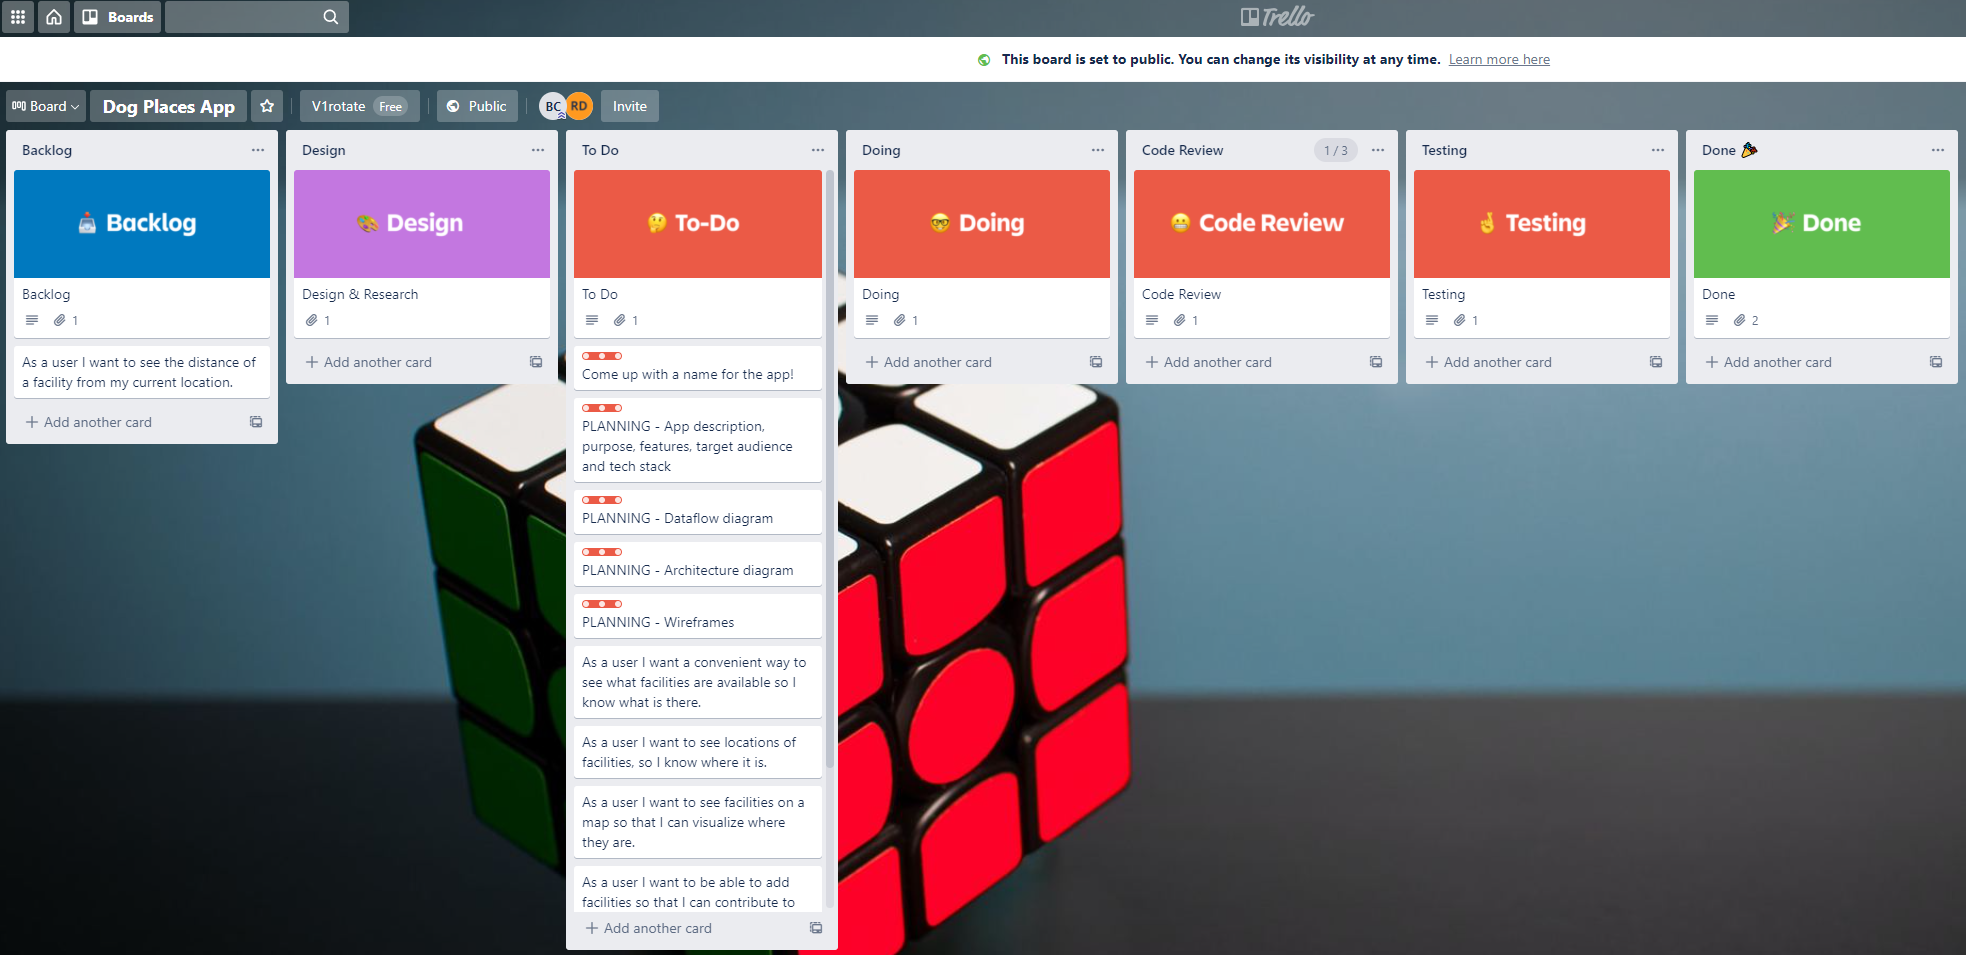 Boards
Trello
This board is set to public. You can change its visibility at any time. Learn more here
Board
Dog Places App
V1rotate Free
Public
BC
RD
Invite
Backlog
Backlog
Backlog
1
As a user I want to see the distance of
a facility from my current location.
Add another card
Design
Design
Design & Research
1
Add another card
To Do
To-Do
To Do
1
Come up with a name for the app!
PLANNING - App description,
purpose, features, target audience
and tech stack
PLANNING - Dataflow diagram
PLANNING - Architecture diagram
PLANNING - Wireframes
As a user I want a convenient way to
see what facilities are available so I
know what is there.
As a user I want to see locations of
facilities, so I know where it is.
As a user I want to see facilities on a
map so that I can visualize where
they are.
As a user I want to be able to add
facilities so that I can contribute to
Add another card
Doing
Doing
Doing
1
Add another card
Code Review
1 / 3
Code Review
Code Review
1
Add another card
Testing
Testing
Testing
1
Add another card
Done
Done
Done
2
Add another card